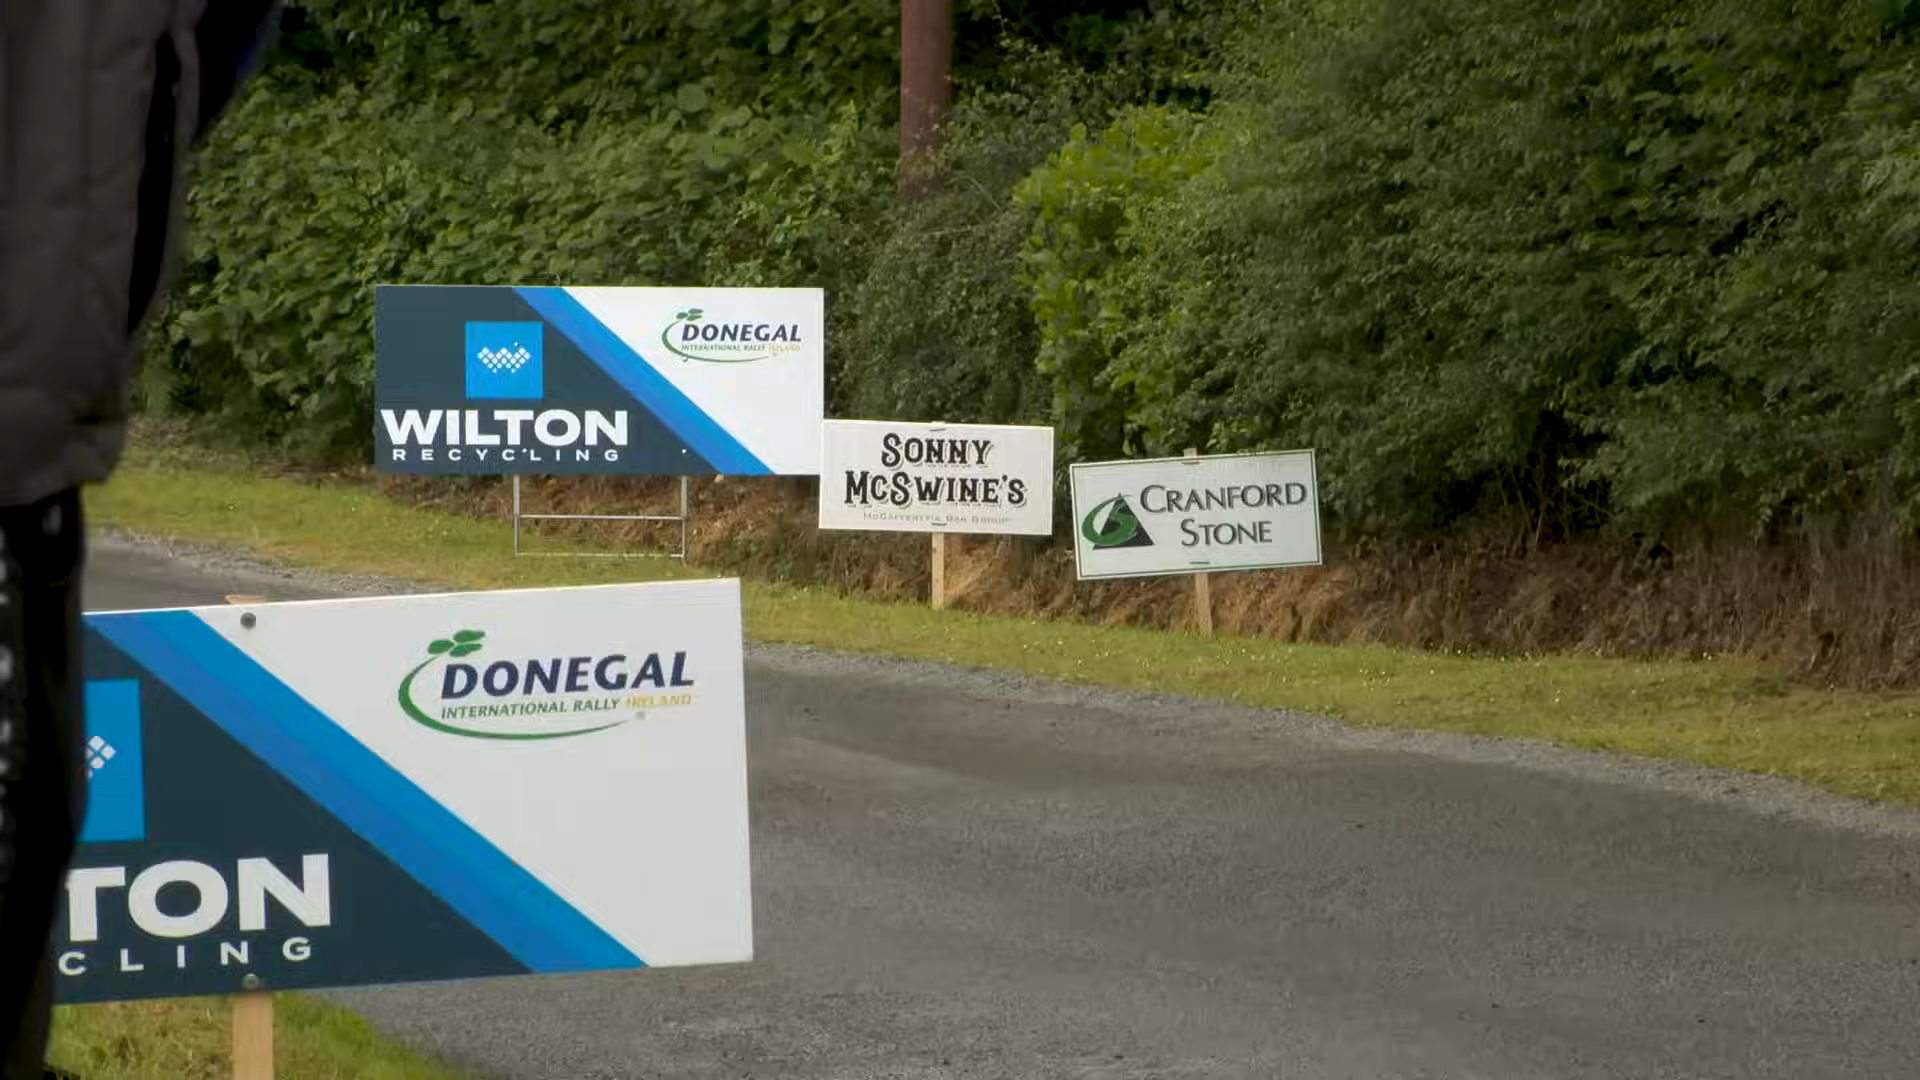 DONEGAL
INTERNATIONAL RALLY IRELAND
WILTON
RECYCLING
SONNY
MCSWINE'S
CRANFORD
STONE
DONEGAL
INTERNATIONAL RALLY IRELAND
TON
CLING